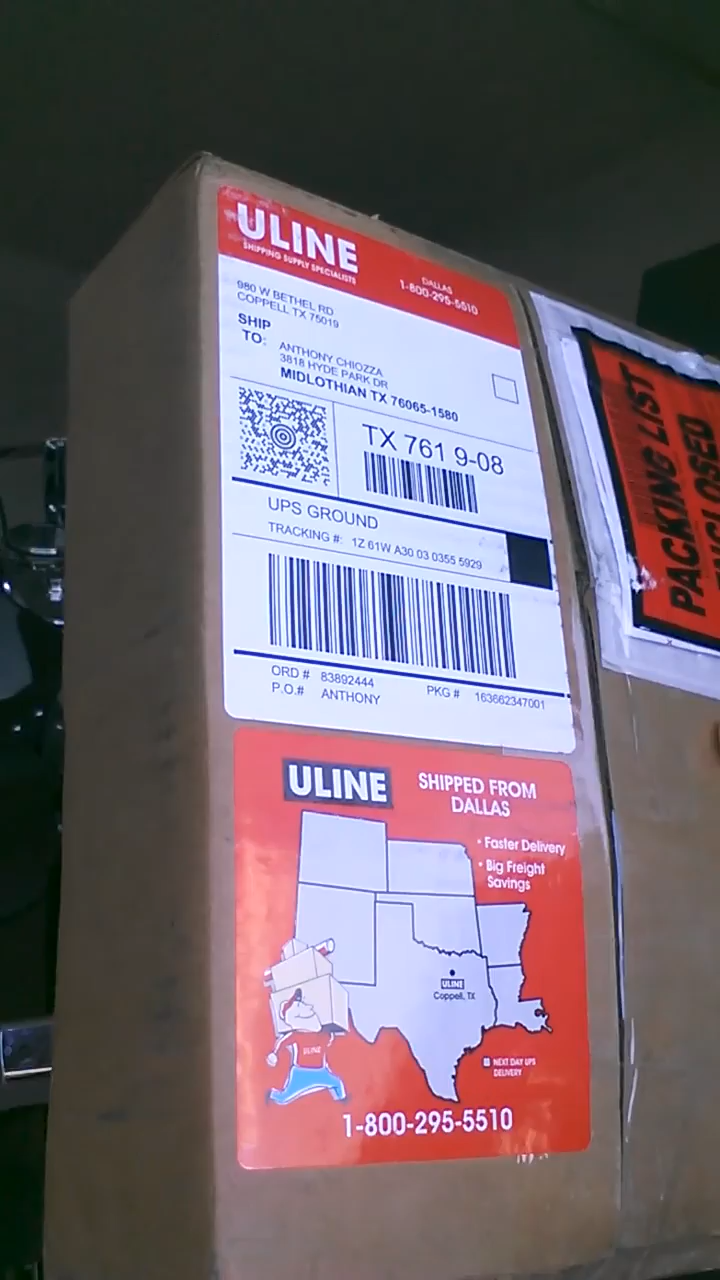 ULINE
SHIPPING SUPPLY SPECIALISTS
DALLAS
1-800-295-5510
980 W BETHEL RD
COPPELL TX 75019
SHIP
TO:
ANTHONY CHIOZZA
3818 HYDE PARK DR
MIDLOTHIAN TX 76065-1580
TX 761 9-08
UPS GROUND
TRACKING #: 1Z 61W A30 03 0355 5929
ORD # 83892444
P.O.# ANTHONY
PKG # 163662347001
ULINE
SHIPPED FROM
DALLAS
• Faster Delivery
• Big Freight
Savings
ULINE
Coppell, TX
ULINE
NEXT DAY UPS
DELIVERY
1-800-295-5510
PACKING LIST